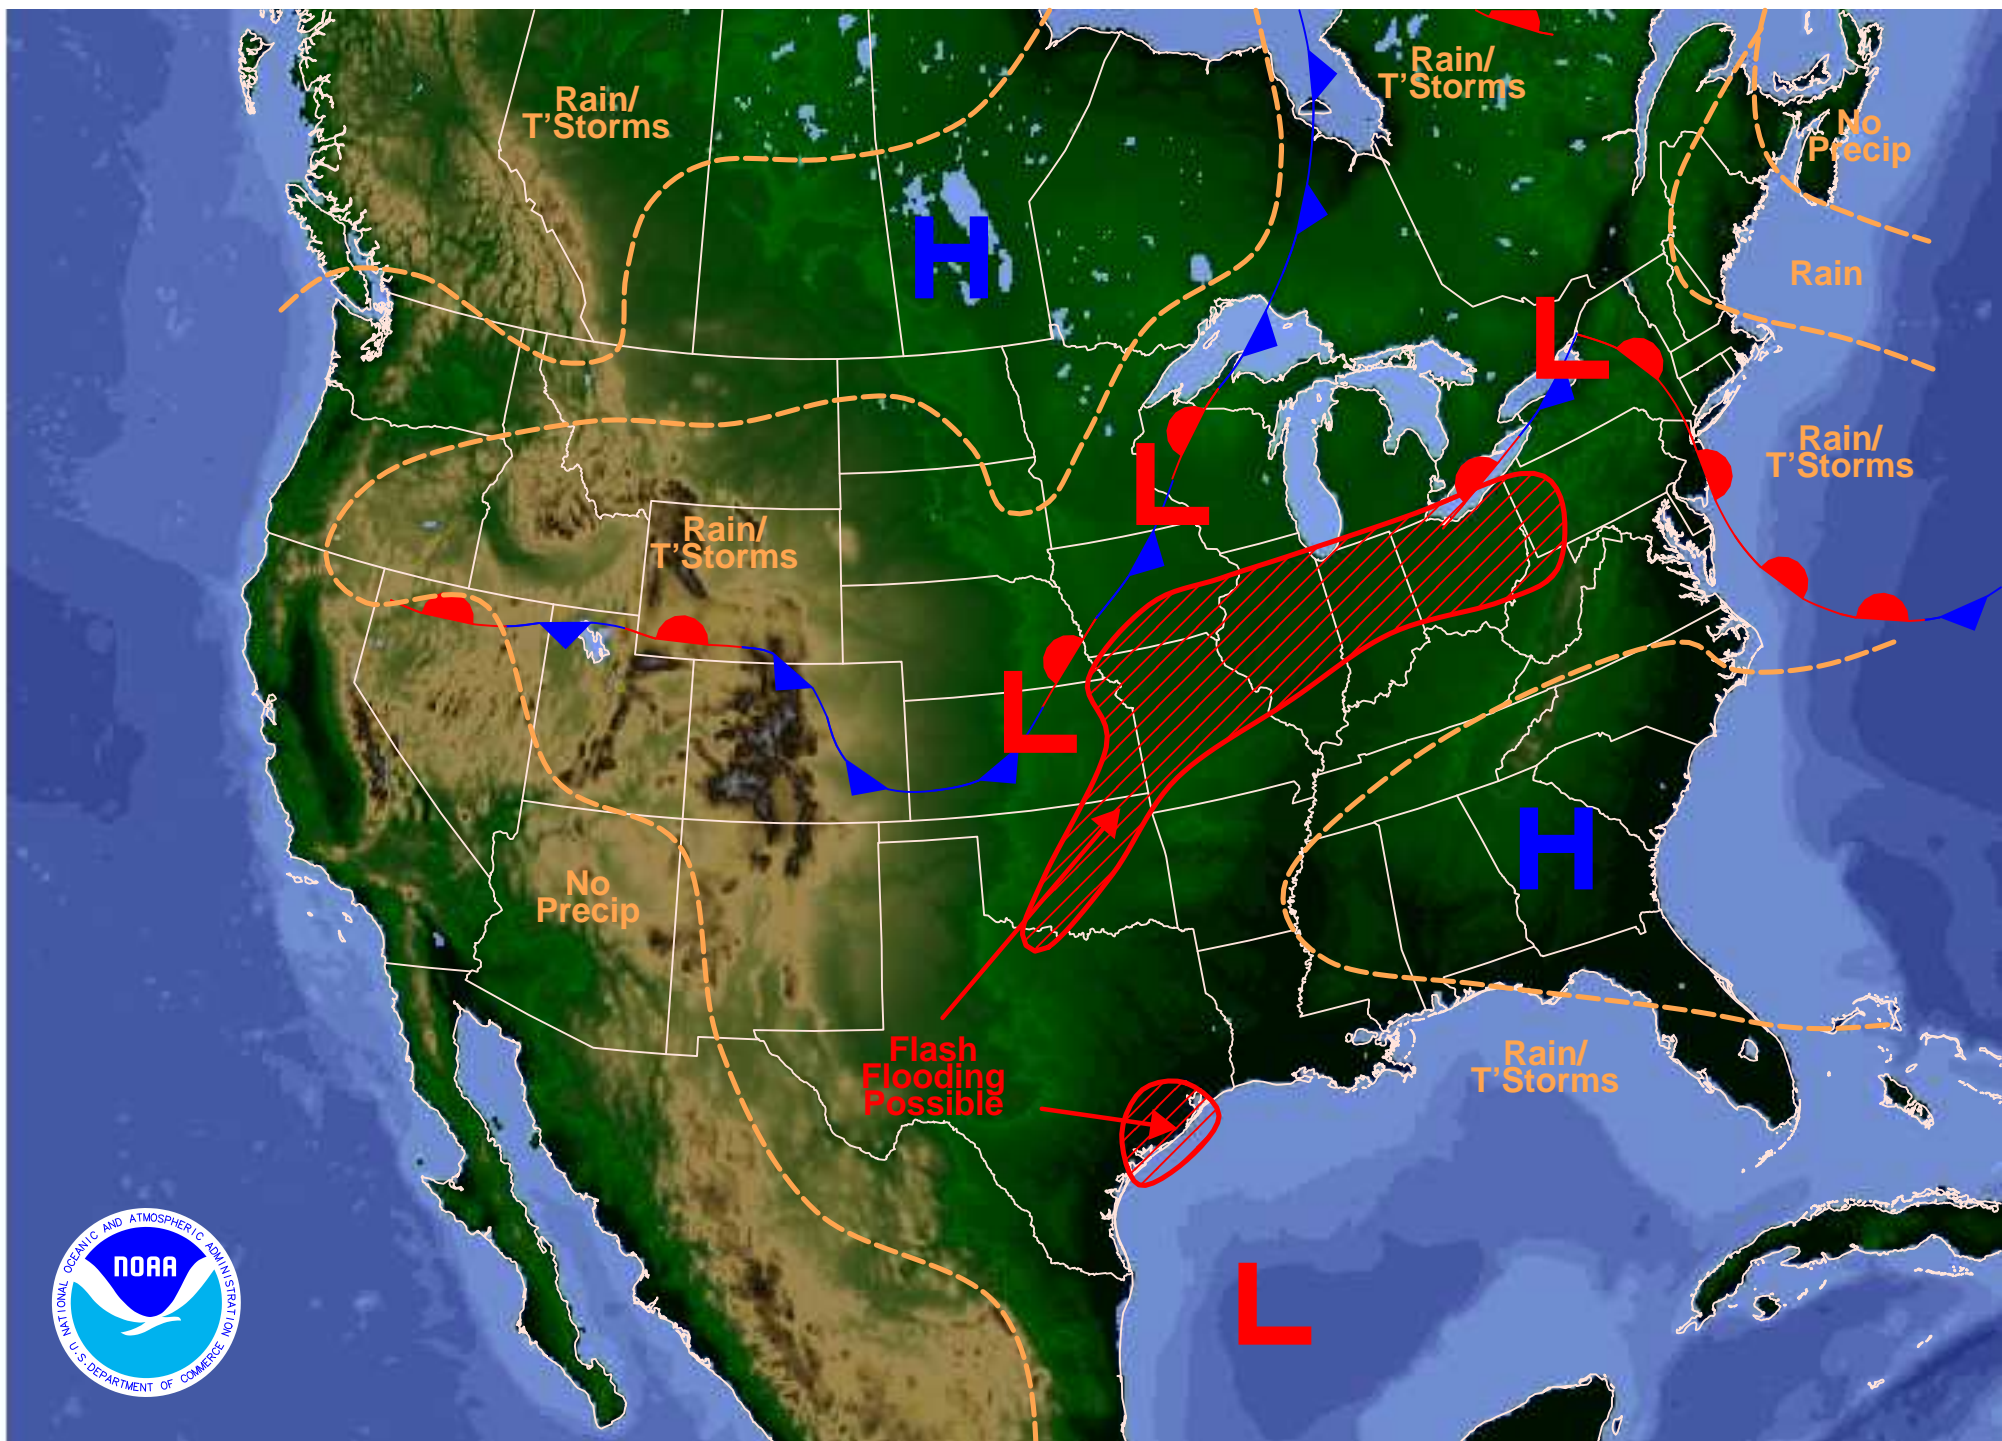 Rain/
T'Storms
Rain/
T'Storms
No
Precip
H
Rain
L
Rain/
T'Storms
L
Rain/
T'Storms
L
H
No
Precip
Flash
Flooding
Possible
Rain/
T'Storms
L
NATIONAL OCEANIC AND ATMOSPHERIC ADMINISTRATION
NOAA
U.S. DEPARTMENT OF COMMERCE